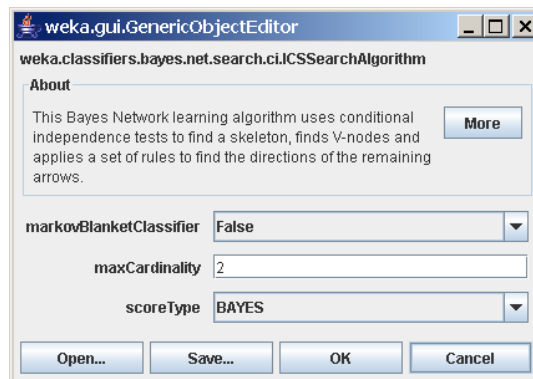 weka.gui.GenericObjectEditor
weka.classifiers.bayes.net.search.ci.ICSSearchAlgorithm
About
This Bayes Network learning algorithm uses conditional
independence tests to find a skeleton, finds V-nodes and
applies a set of rules to find the directions of the remaining
arrows.
More
markovBlanketClassifier False
maxCardinality 2
scoreType BAYES
Open... Save... OK Cancel